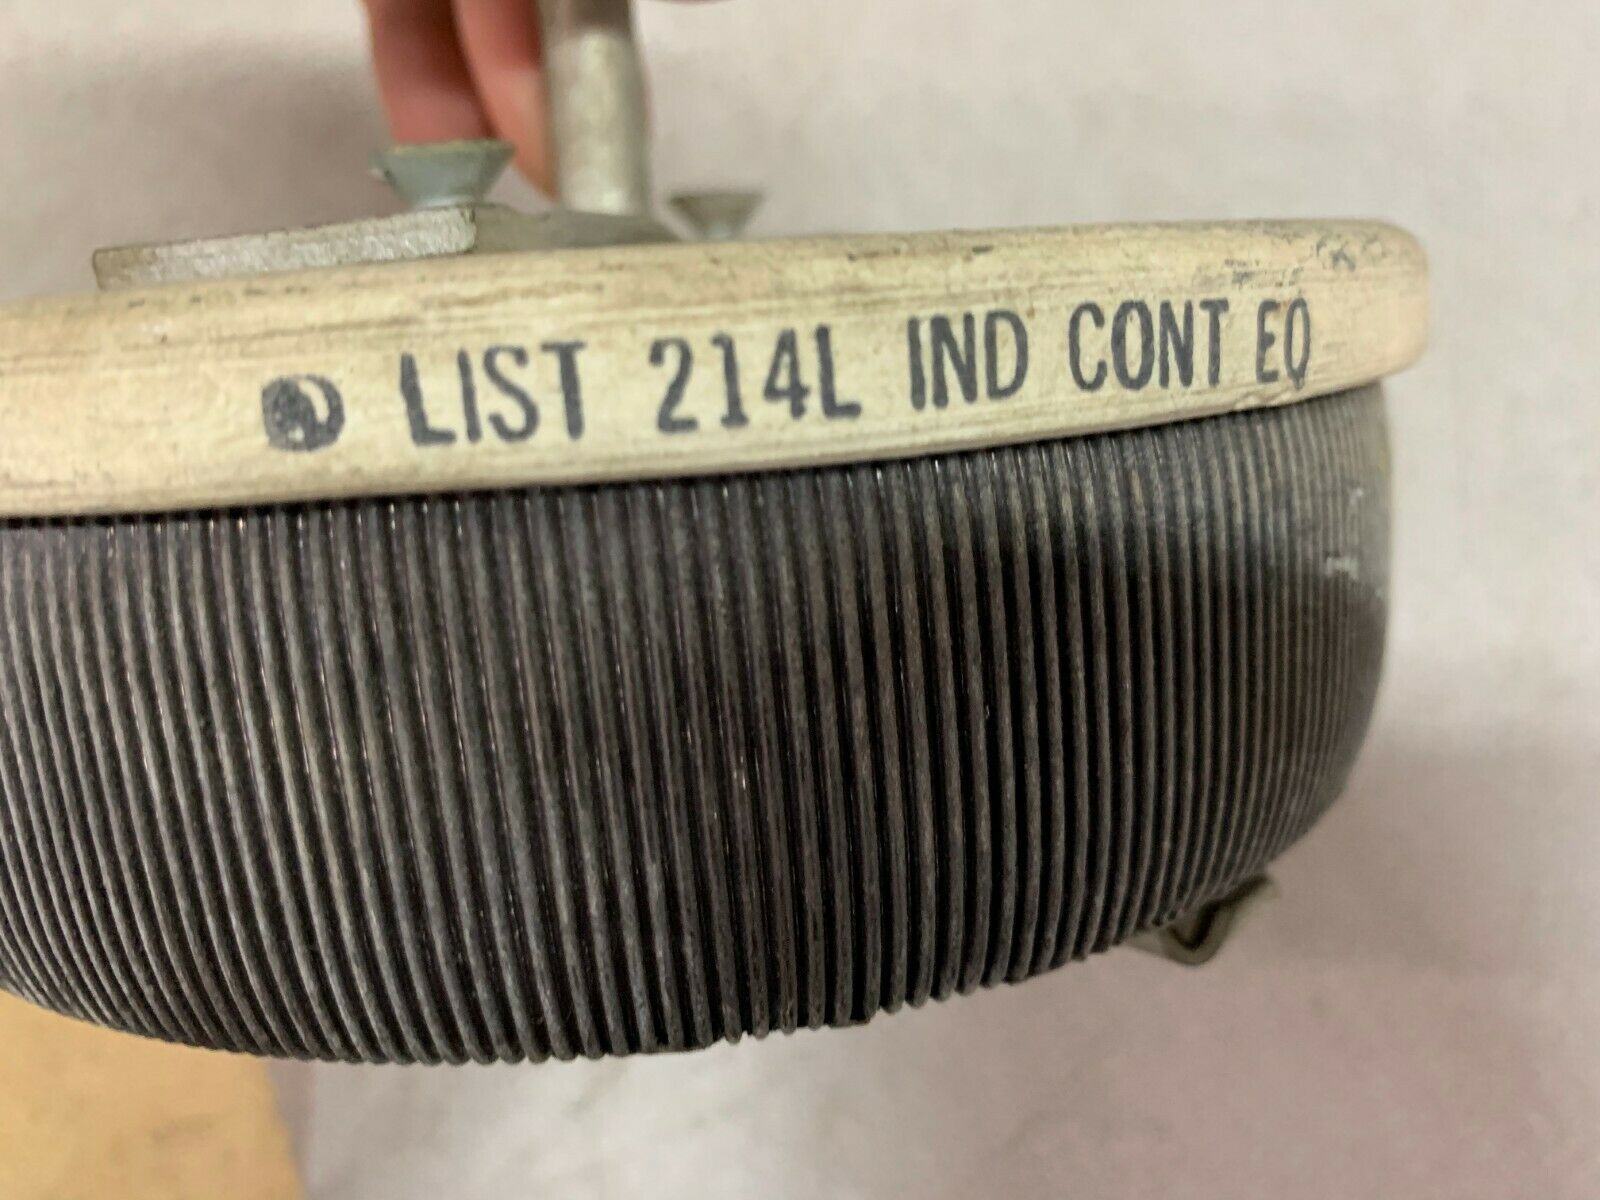 LIST 214L IND CONT EQ